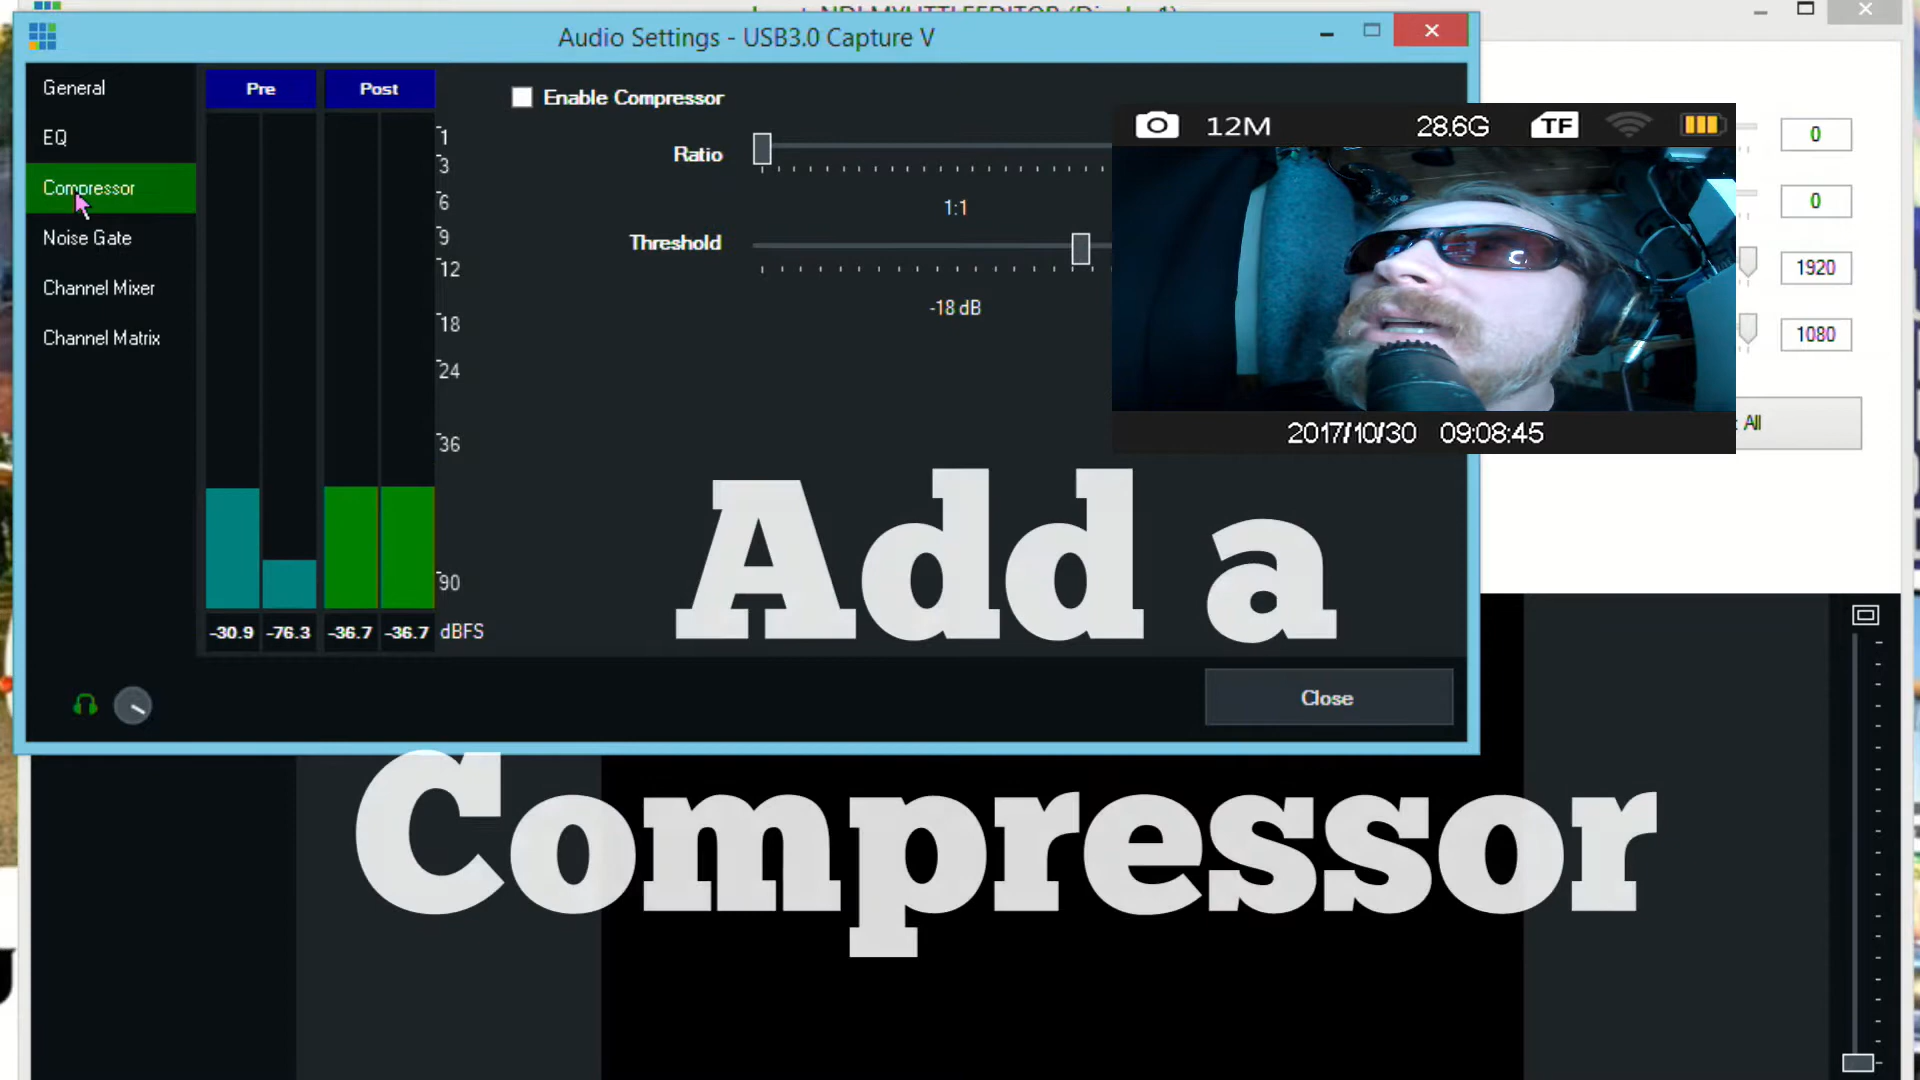 Audio Settings - USB3.0 Capture V
General
EQ
Compressor
Noise Gate
Channel Mixer
Channel Matrix
Pre
Post
1
3
6
9
12
18
24
36
90
-30.9
-76.3
-36.7
-36.7
dBFS
Enable Compressor
Ratio
1:1
Threshold
-18 dB
12M
28.6G
TF
2017/10/30 09:08:45
0
0
1920
1080
All
Close
Add a
Compressor